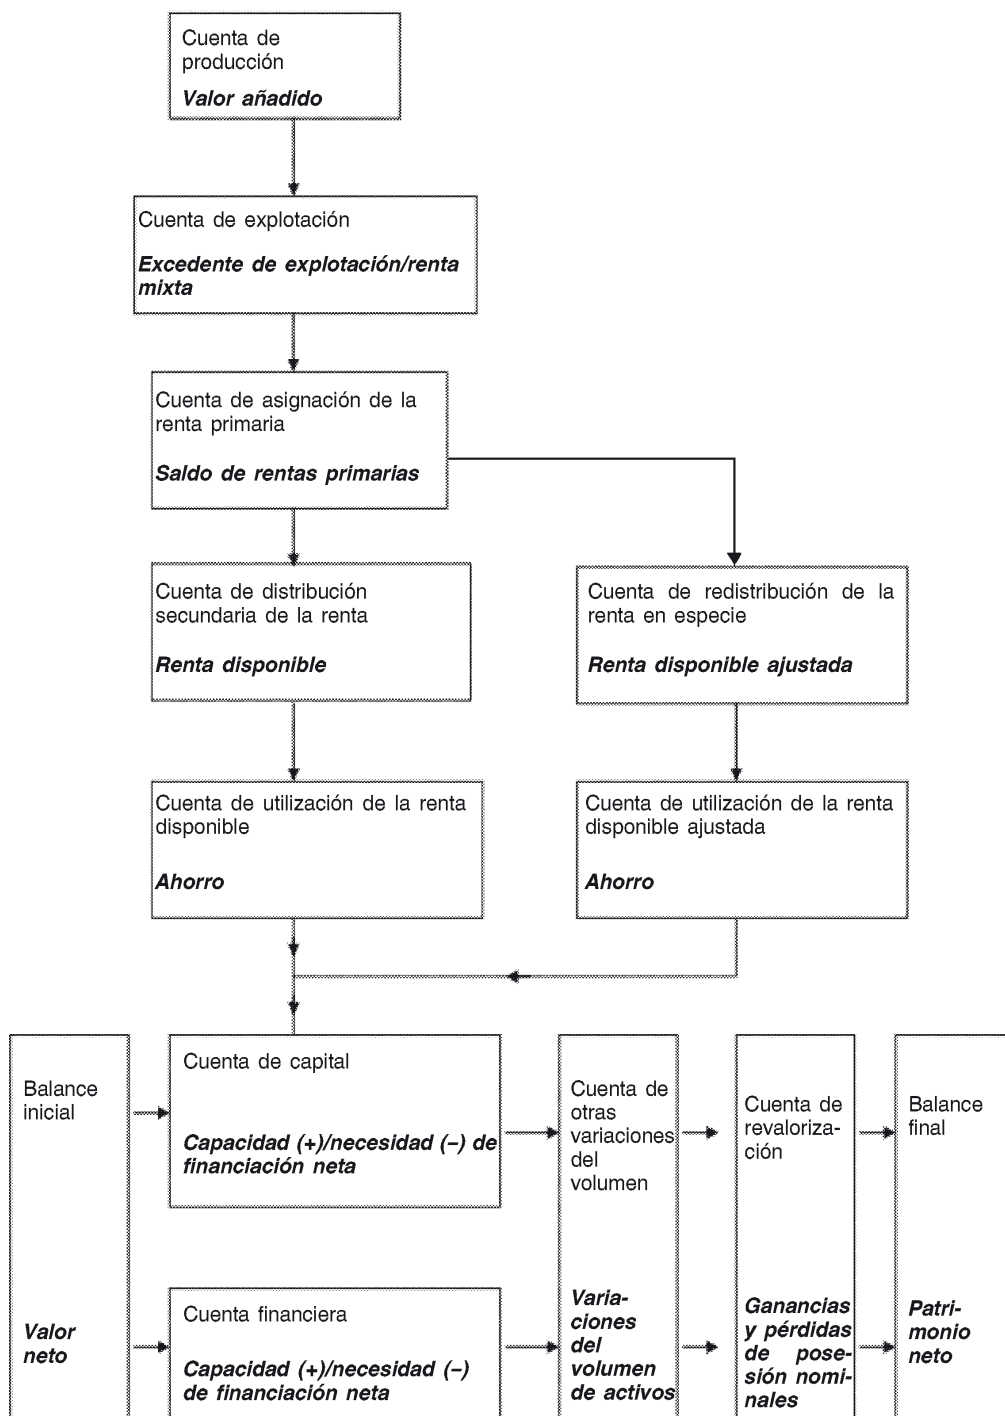 Cuenta de
producción
Valor añadido
Cuenta de explotación
Excedente de explotación/renta
mixta
Cuenta de asignación de la
renta primaria
Saldo de rentas primarias
Cuenta de distribución
secundaria de la renta
Renta disponible
Cuenta de redistribución de la
renta en especie
Renta disponible ajustada
Cuenta de utilización de la renta
disponible
Ahorro
Cuenta de utilización de la renta
disponible ajustada
Ahorro
Balance
inicial
Valor
neto
Cuenta de capital
Capacidad (+)/necesidad (–) de
financiación neta
Cuenta financiera
Capacidad (+)/necesidad (–)
de financiación neta
Cuenta de
otras
variaciones
del
volumen
Varia-
ciones
del
volumen
de activos
Cuenta de
revaloriza-
ción
Ganancias
y pérdidas
de pose-
sión nomi-
nales
Balance
final
Patri-
monio
neto